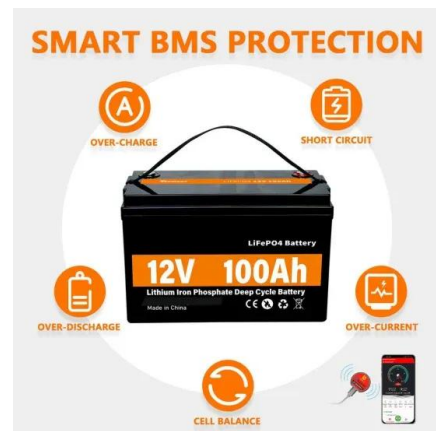 SMART BMS PROTECTION
A
OVER-CHARGE
SHORT CIRCUIT
LiFePO4 Battery
12V 100Ah
Lithium Iron Phosphate Deep Cycle Battery
Made in China
CE
OVER-DISCHARGE
OVER-CURRENT
CELL BALANCE